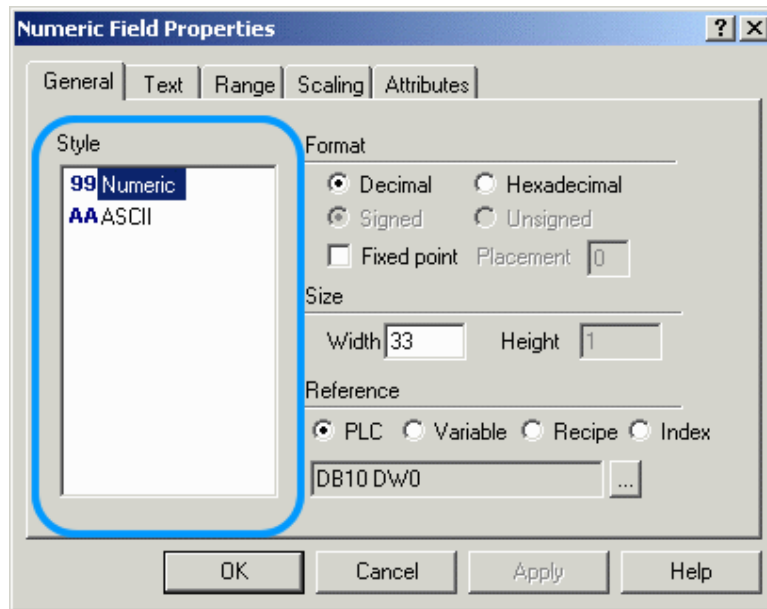 Numeric Field Properties
General Text Range Scaling Attributes
Style
99 Numeric
AA ASCII
Format
Decimal Hexadecimal
Signed Unsigned
Fixed point Placement 0
Size
Width 33 Height 1
Reference
PLC Variable Recipe Index
DB10 DW0 ...
OK Cancel Apply Help